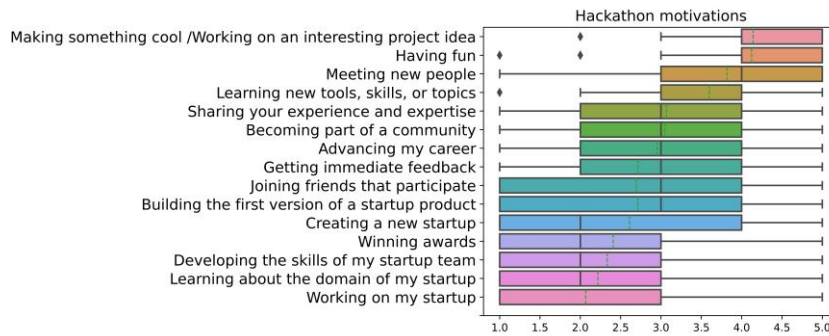 Hackathon motivations
Making something cool /Working on an interesting project idea
Having fun
Meeting new people
Learning new tools, skills, or topics
Sharing your experience and expertise
Becoming part of a community
Advancing my career
Getting immediate feedback
Joining friends that participate
Building the first version of a startup product
Creating a new startup
Winning awards
Developing the skills of my startup team
Learning about the domain of my startup
Working on my startup
1.0 1.5 2.0 2.5 3.0 3.5 4.0 4.5 5.0